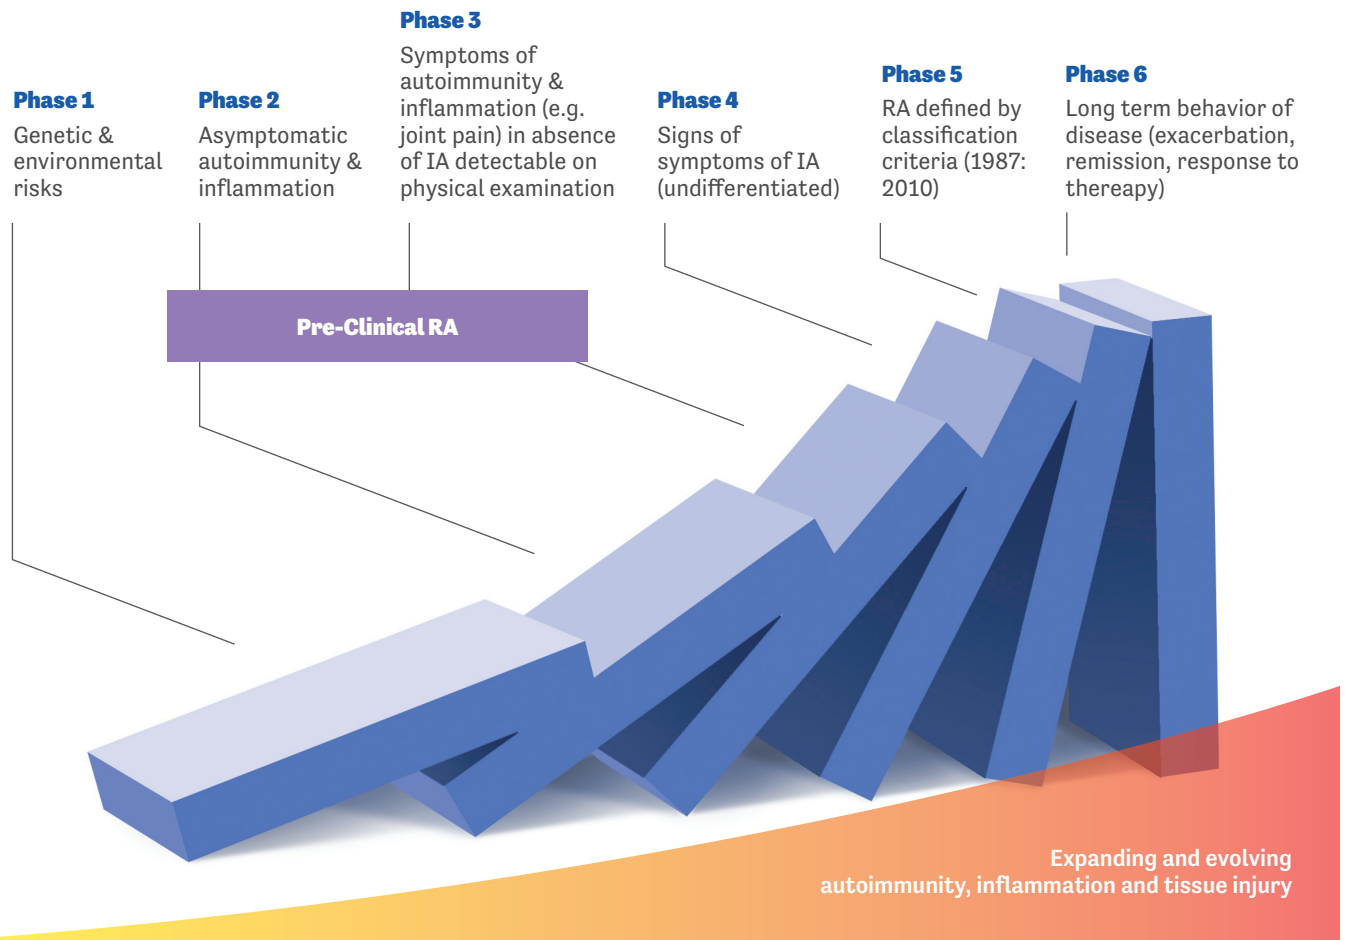 Phase 1
Genetic &
environmental
risks
Phase 2
Asymptomatic
autoimmunity &
inflammation
Phase 3
Symptoms of
autoimmunity &
inflammation (e.g.
joint pain) in absence
of IA detectable on
physical examination
Phase 4
Signs of
symptoms of IA
(undifferentiated)
Phase 5
RA defined by
classification
criteria (1987:
2010)
Phase 6
Long term behavior of
disease (exacerbation,
remission, response to
thereapy)
Pre-Clinical RA
Expanding and evolving
autoimmunity, inflammation and tissue injury